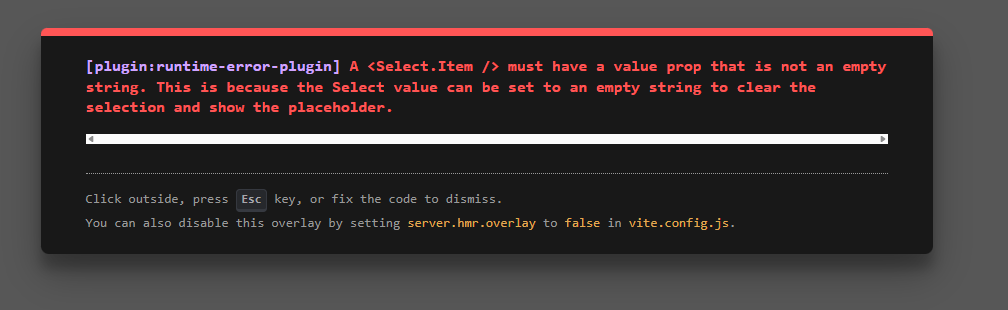 [plugin:runtime-error-plugin] A <Select.Item /> must have a value prop that is not an empty
string. This is because the Select value can be set to an empty string to clear the
selection and show the placeholder.
Click outside, press Esc key, or fix the code to dismiss.
You can also disable this overlay by setting server.hmr.overlay to false in vite.config.js.